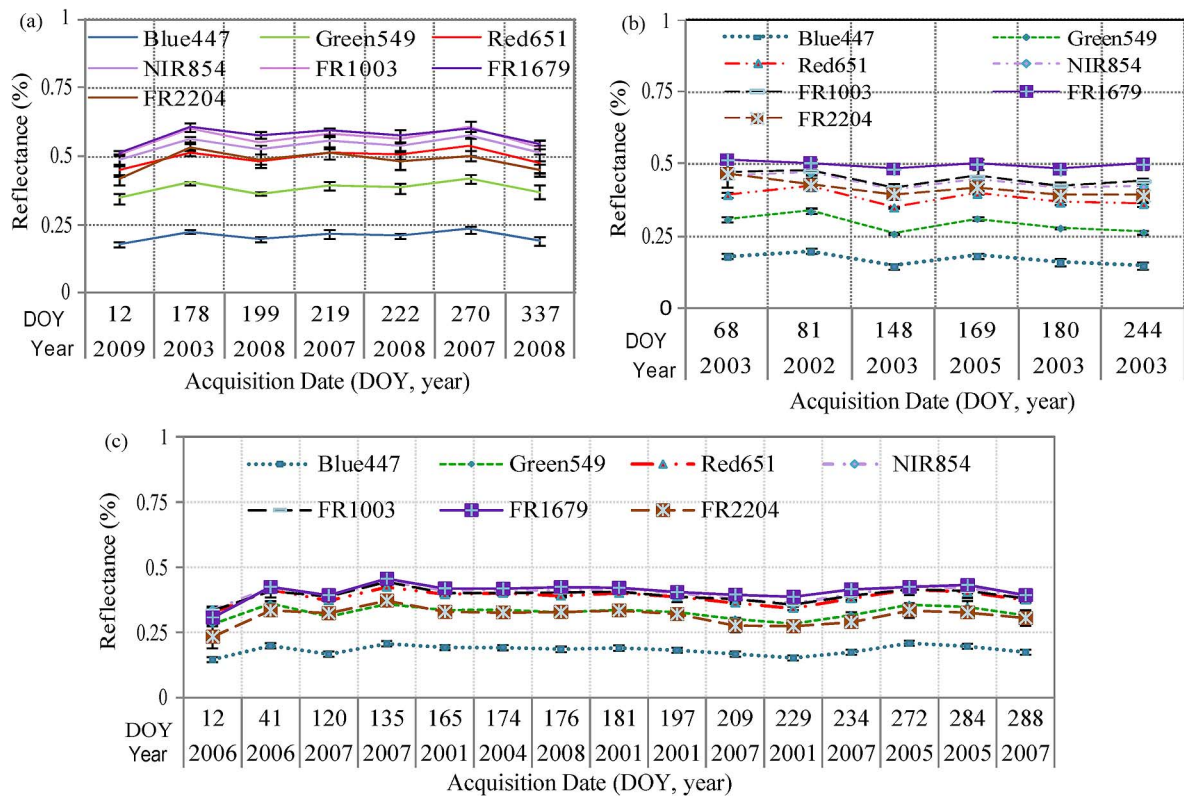 (a)
Blue447 Green549 Red651
NIR854 FR1003 FR1679
FR2204
1
0.75
0.5
0.25
0
Reflectance (%)
DOY 12 178 199 219 222 270 337
Year 2009 2003 2008 2007 2008 2007 2008
Acquisition Date (DOY, year)
(b)
Blue447 Green549
Red651 NIR854
FR1003 FR1679
FR2204
1
0.75
0.5
0.25
0
Reflectance (%)
DOY 68 81 148 169 180 244
Year 2003 2002 2003 2005 2003 2003
Acquisition Date (DOY, year)
(c)
Blue447 Green549 Red651 NIR854
FR1003 FR1679 FR2204
1
0.75
0.5
0.25
0
Reflectance (%)
DOY 12 41 120 135 165 174 176 181 197 209 229 234 272 284 288
Year 2006 2006 2007 2007 2001 2004 2008 2001 2001 2007 2001 2007 2005 2005 2007
Acquisition Date (DOY, year)